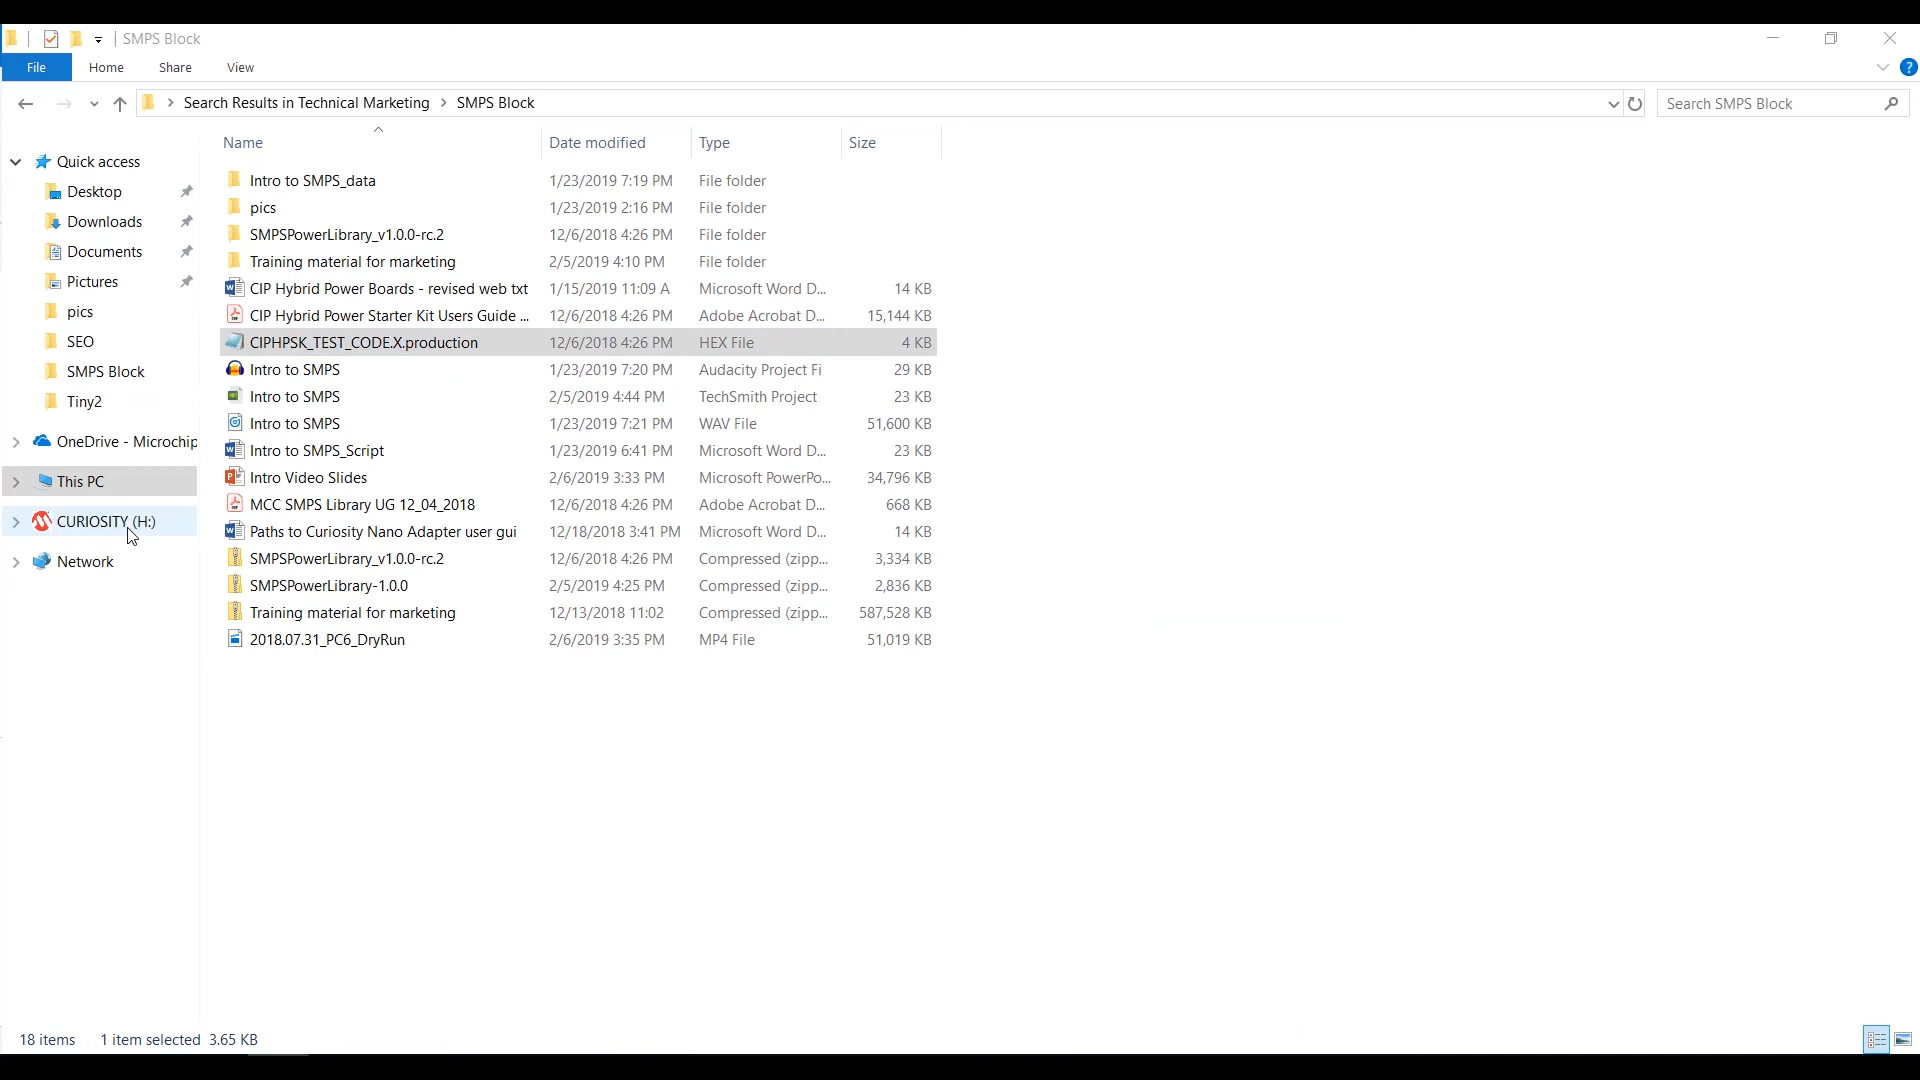 SMPS Block
File Home Share View
Search Results in Technical Marketing > SMPS Block Search SMPS Block
Name Date modified Type Size
Quick access
Desktop
Downloads
Documents
Pictures
pics
SEO
SMPS Block
Tiny2
OneDrive - Microchip
This PC
CURIOSITY (H:)
Network
Intro to SMPS_data 1/23/2019 7:19 PM File folder
pics 1/23/2019 2:16 PM File folder
SMPSPowerLibrary_v1.0.0-rc.2 12/6/2018 4:26 PM File folder
Training material for marketing 2/5/2019 4:10 PM File folder
CIP Hybrid Power Boards - revised web txt 1/15/2019 11:09 A Microsoft Word D... 14 KB
CIP Hybrid Power Starter Kit Users Guide ... 12/6/2018 4:26 PM Adobe Acrobat D... 15,144 KB
CIPHPSK_TEST_CODE.X.production 12/6/2018 4:26 PM HEX File 4 KB
Intro to SMPS 1/23/2019 7:20 PM Audacity Project Fi 29 KB
Intro to SMPS 2/5/2019 4:44 PM TechSmith Project 23 KB
Intro to SMPS 1/23/2019 7:21 PM WAV File 51,600 KB
Intro to SMPS_Script 1/23/2019 6:41 PM Microsoft Word D... 23 KB
Intro Video Slides 2/6/2019 3:33 PM Microsoft PowerPo... 34,796 KB
MCC SMPS Library UG 12_04_2018 12/6/2018 4:26 PM Adobe Acrobat D... 668 KB
Paths to Curiosity Nano Adapter user gui 12/18/2018 3:41 PM Microsoft Word D... 14 KB
SMPSPowerLibrary_v1.0.0-rc.2 12/6/2018 4:26 PM Compressed (zipp... 3,334 KB
SMPSPowerLibrary-1.0.0 2/5/2019 4:25 PM Compressed (zipp... 2,836 KB
Training material for marketing 12/13/2018 11:02 Compressed (zipp... 587,528 KB
2018.07.31_PC6_DryRun 2/6/2019 3:35 PM MP4 File 51,019 KB
18 items 1 item selected 3.65 KB